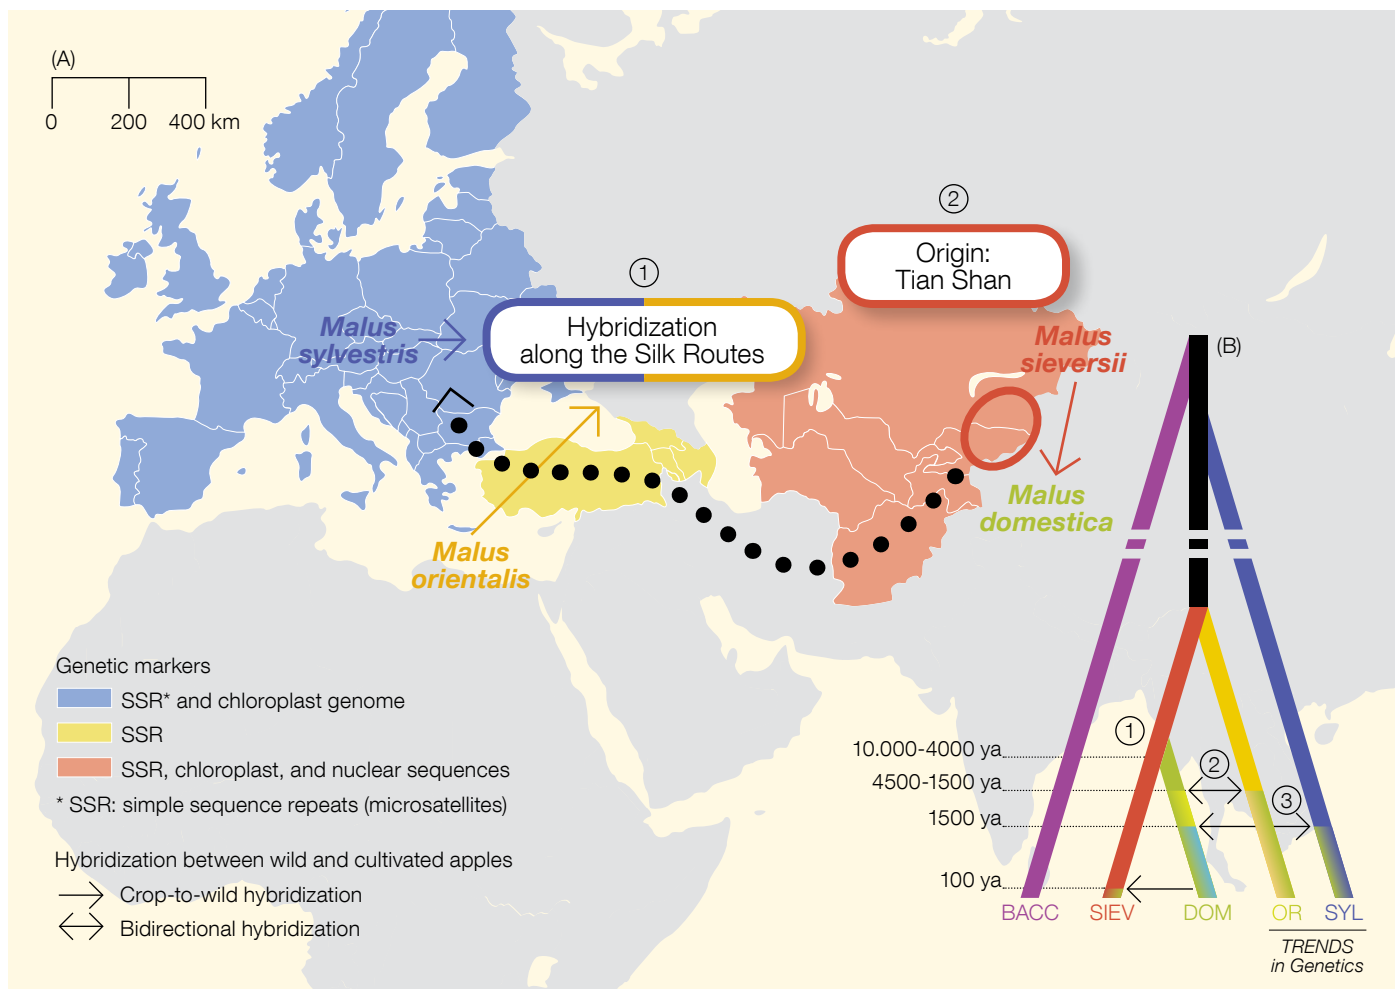 (A)
0 200 400 km
2
Origin:
Tian Shan
1
Hybridization
along the Silk Routes
Malus
sylvestris
Malus
sieversii
Malus
domestica
Malus
orientalis
Genetic markers
SSR* and chloroplast genome
SSR
SSR, chloroplast, and nuclear sequences
* SSR: simple sequence repeats (microsatellites)
Hybridization between wild and cultivated apples
Crop-to-wild hybridization
Bidirectional hybridization
(B)
1
10.000-4000 ya
2
4500-1500 ya
3
1500 ya
100 ya
BACC SIEV DOM OR SYL
TRENDS
in Genetics